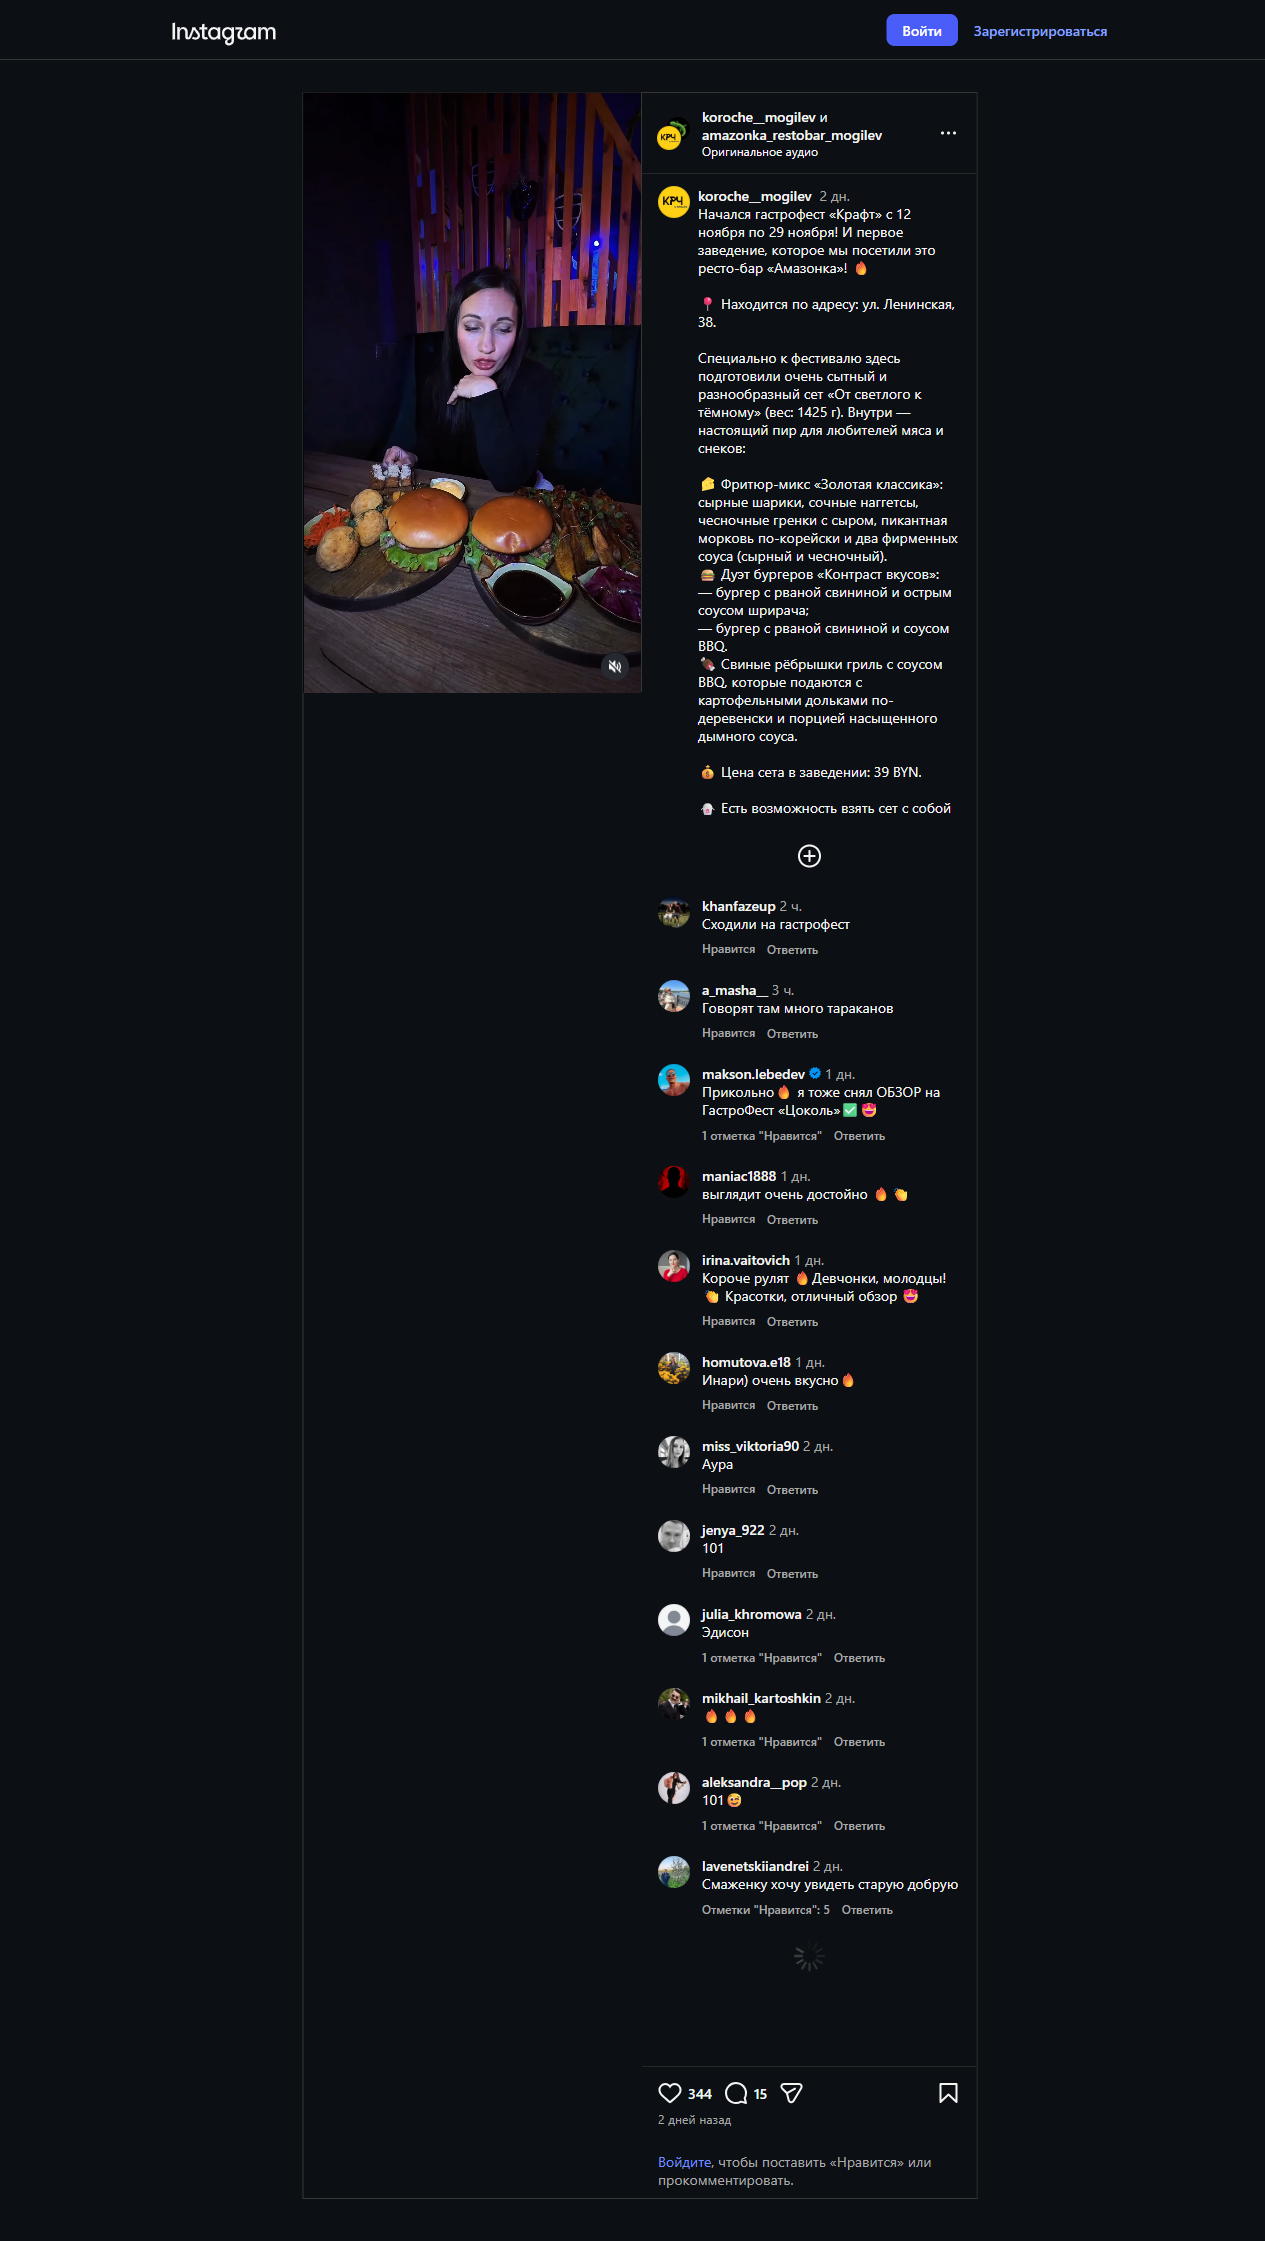 Instagram
Войти
Зарегистрироваться
koroche__mogilev и
amazonka_restobar_mogilev
Оригинальное аудио
КРЧ
КРЧ
koroche__mogilev 2 дн.
Начался гастрофест «Крафт» с 12
ноября по 29 ноября! И первое
заведение, которое мы посетили это
ресто-бар «Амазонка»! 🔥
📍 Находится по адресу: ул. Ленинская,
38.
Специально к фестивалю здесь
подготовили очень сытный и
разнообразный сет «От светлого к
тёмному» (вес: 1425 г). Внутри —
настоящий пир для любителей мяса и
снеков:
🧀 Фритюр-микс «Золотая классика»:
сырные шарики, сочные наггетсы,
чесночные гренки с сыром, пикантная
морковь по-корейски и два фирменных
соуса (сырный и чесночный).
🍔 Дуэт бургеров «Контраст вкусов»:
— бургер с рваной свининой и острым
соусом шрирача;
— бургер с рваной свининой и соусом
BBQ.
🍖 Свиные рёбрышки гриль с соусом
BBQ, которые подаются с
картофельными дольками по-
деревенски и порцией насыщенного
дымного соуса.
💰 Цена сета в заведении: 39 BYN.
🥡 Есть возможность взять сет с собой
khanfazeup 2 ч.
Сходили на гастрофест
Нравится Ответить
a_masha__ 3 ч.
Говорят там много тараканов
Нравится Ответить
makson.lebedev 1 дн.
Прикольно🔥 я тоже снял ОБЗОР на
ГастроФест «Цоколь»✅🤩
1 отметка "Нравится" Ответить
maniac1888 1 дн.
выглядит очень достойно 🔥 👏
Нравится Ответить
irina.vaitovich 1 дн.
Короче рулят 🔥Девчонки, молодцы!
👏 Красотки, отличный обзор 🤩
Нравится Ответить
homutova.e18 1 дн.
Инари) очень вкусно🔥
Нравится Ответить
miss_viktoria90 2 дн.
Аура
Нравится Ответить
jenya_922 2 дн.
101
Нравится Ответить
julia_khromowa 2 дн.
Эдисон
1 отметка "Нравится" Ответить
mikhail_kartoshkin 2 дн.
🔥🔥🔥
1 отметка "Нравится" Ответить
aleksandra__pop 2 дн.
101😉
1 отметка "Нравится" Ответить
lavenetskiiandrei 2 дн.
Смаженку хочу увидеть старую добрую
Отметки "Нравится": 5 Ответить
344 15
2 дней назад
Войдите, чтобы поставить «Нравится» или
прокомментировать.